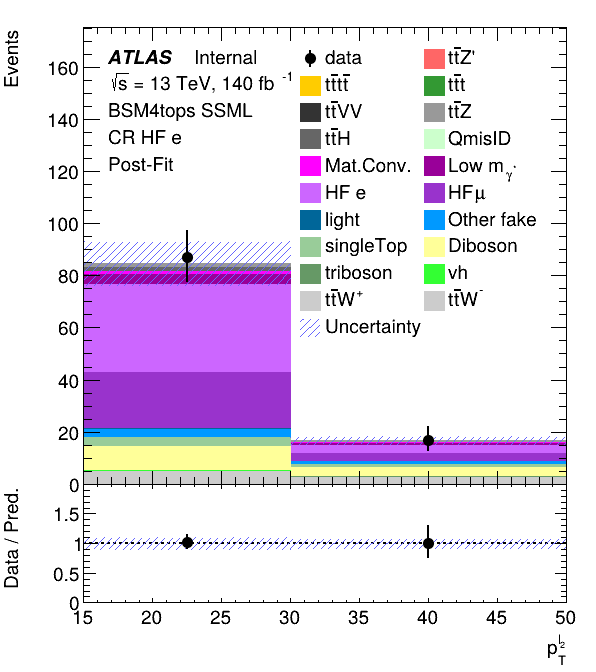 Events
ATLAS Internal
√s = 13 TeV, 140 fb⁻¹
BSM4tops SSML
CR HF e
Post-Fit
data
tt̄Z'
tt̄tt̄
tt̄t
tt̄VV
tt̄Z
tt̄H
QmisID
Mat.Conv.
Low m_γ*
HF e
HFμ
light
Other fake
singleTop
Diboson
triboson
vh
tt̄W⁺
tt̄W⁻
Uncertainty
160
140
120
100
80
60
40
20
0
Data / Pred.
1.5
1
0.5
0
15 20 25 30 35 40 45 50
p_T^l₂